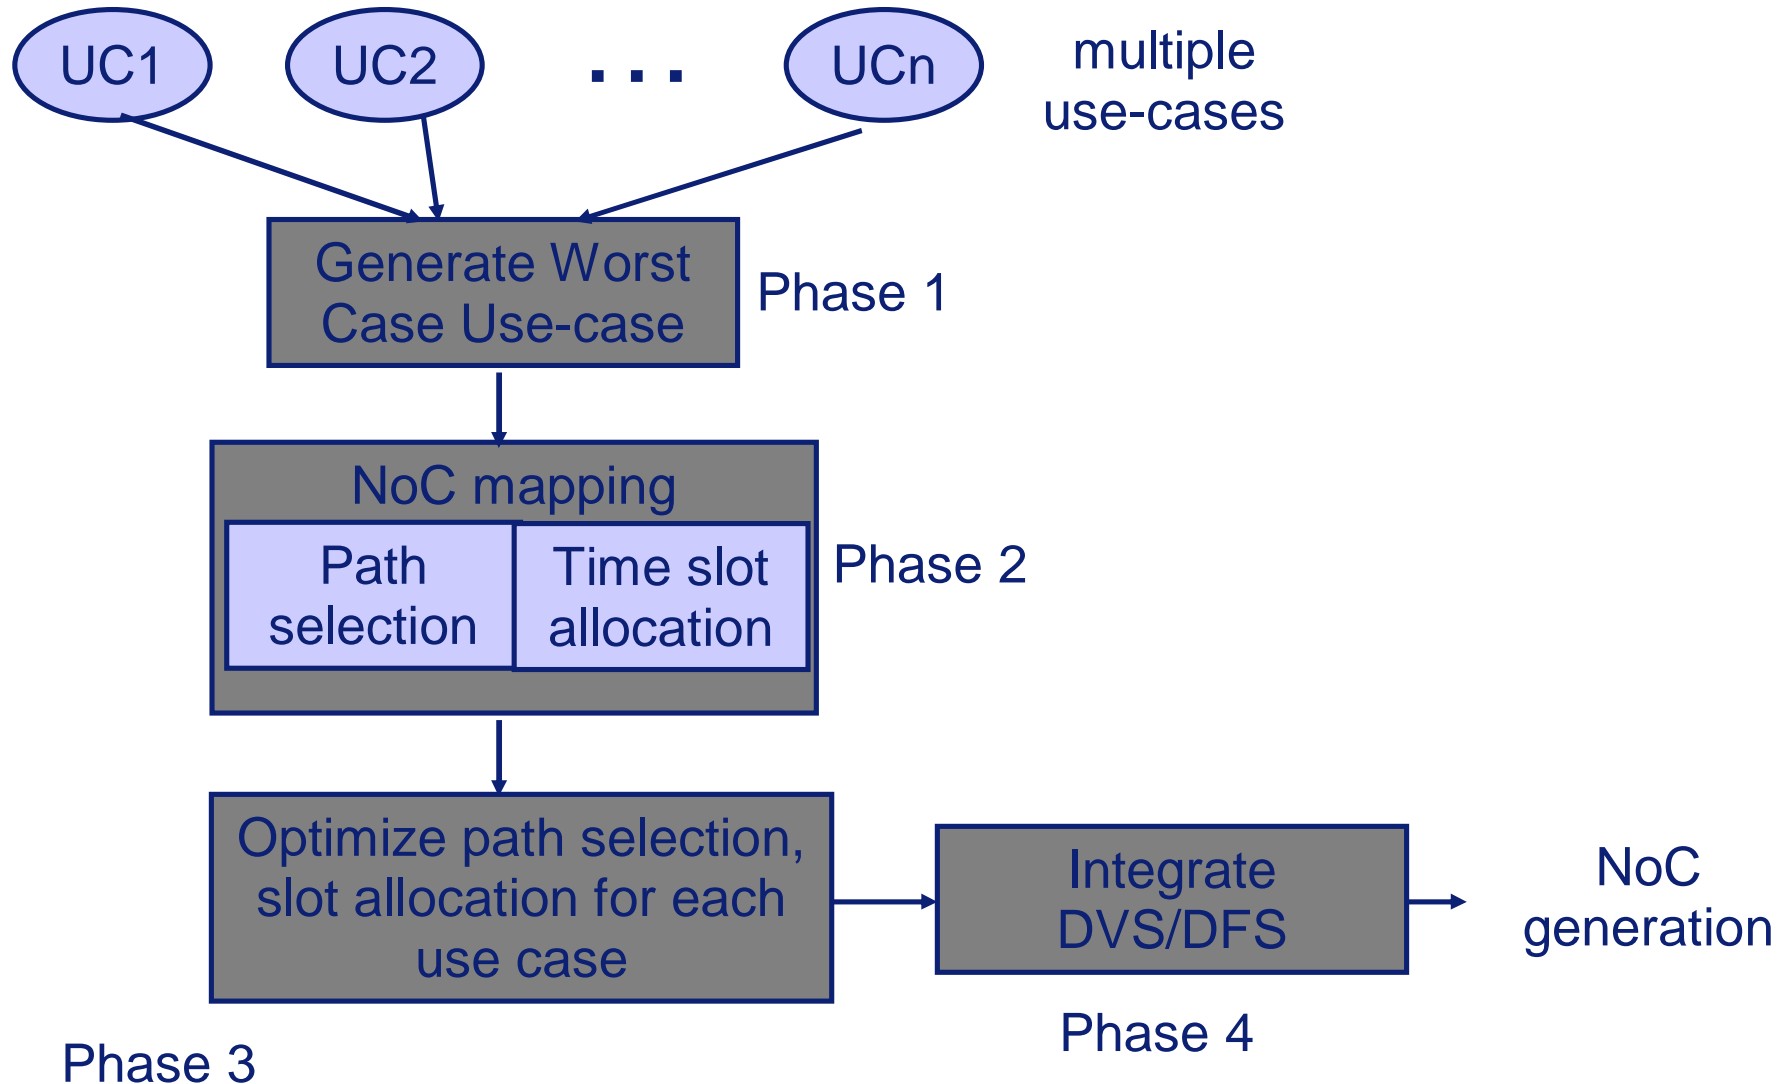 UC1
UC2
. . .
UCn
multiple
use-cases
Generate Worst
Case Use-case
Phase 1
NoC mapping
Path
selection
Time slot
allocation
Phase 2
Optimize path selection,
slot allocation for each
use case
Phase 3
Integrate
DVS/DFS
Phase 4
NoC
generation